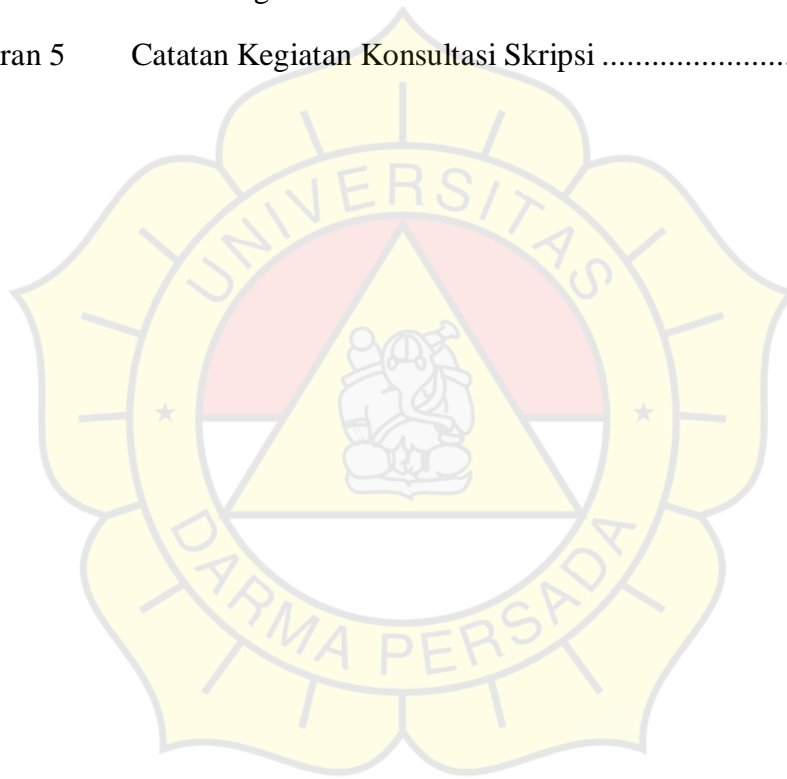 ran 5 Catatan Kegiatan Konsultasi Skripsi .......................
UNIVERSITAS
DARMA PERSADA